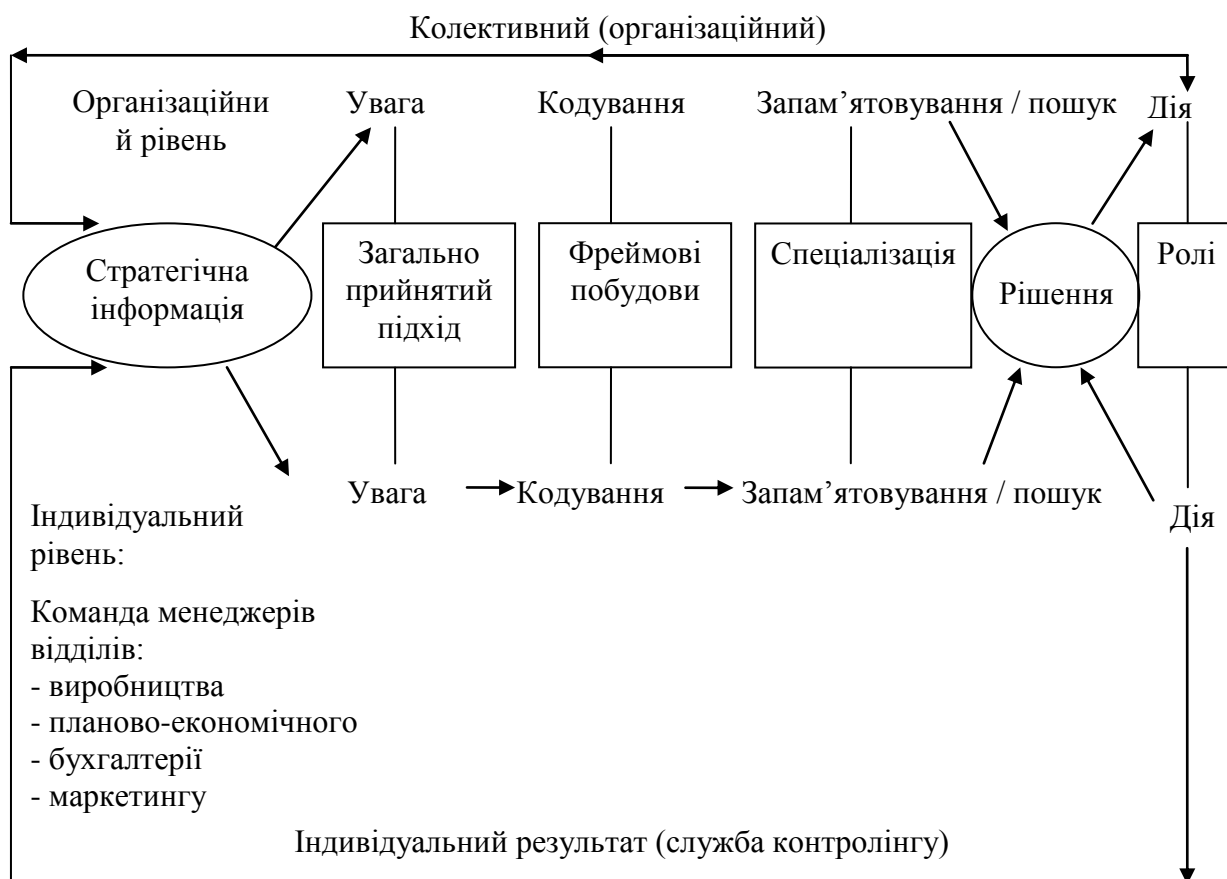 Колективний (організаційний)
Організаційни
й рівень
Увага
Кодування
Запам’ятовування / пошук
Дія
Стратегічна
інформація
Загально
прийнятий
підхід
Фреймові
побудови
Спеціалізація
Рішення
Ролі
Увага
Кодування
Запам’ятовування / пошук
Дія
Індивідуальний
рівень:
Команда менеджерів
відділів:
- виробництва
- планово-економічного
- бухгалтерії
- маркетингу
Індивідуальний результат (служба контролінгу)